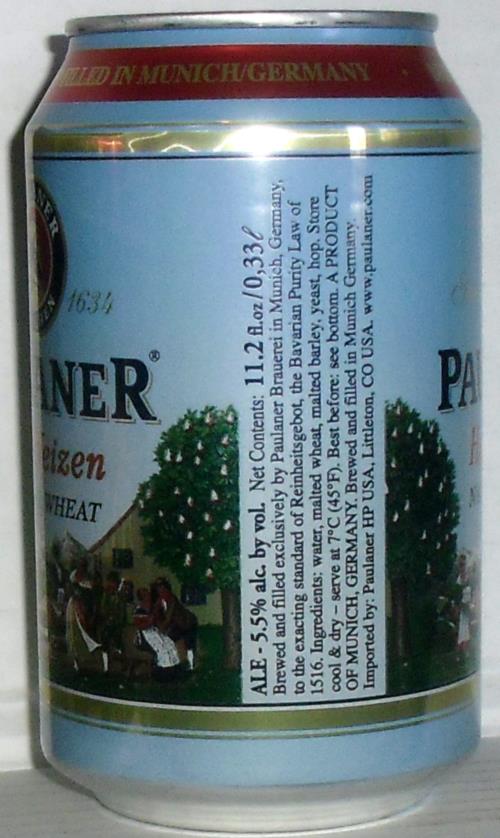 FILLED IN MUNICH/GERMANY
1634
ANER®
eizen
WHEAT
ALE - 5.5% alc. by vol. Net Contents: 11.2 fl.oz/0,33ℓ
Brewed and filled exclusively by Paulaner Brauerei in Munich, Germany,
to the exacting standard of Reinheitsgebot, the Bavarian Purity Law of
1516. Ingredients: water, malted wheat, malted barley, yeast, hop. Store
cool & dry – serve at 7°C (45°F). Best before: see bottom. A PRODUCT
OF MUNICH, GERMANY. Brewed and filled in Munich Germany.
Imported by: Paulaner HP USA, Littleton, CO USA. www.paulaner.com
PA
H